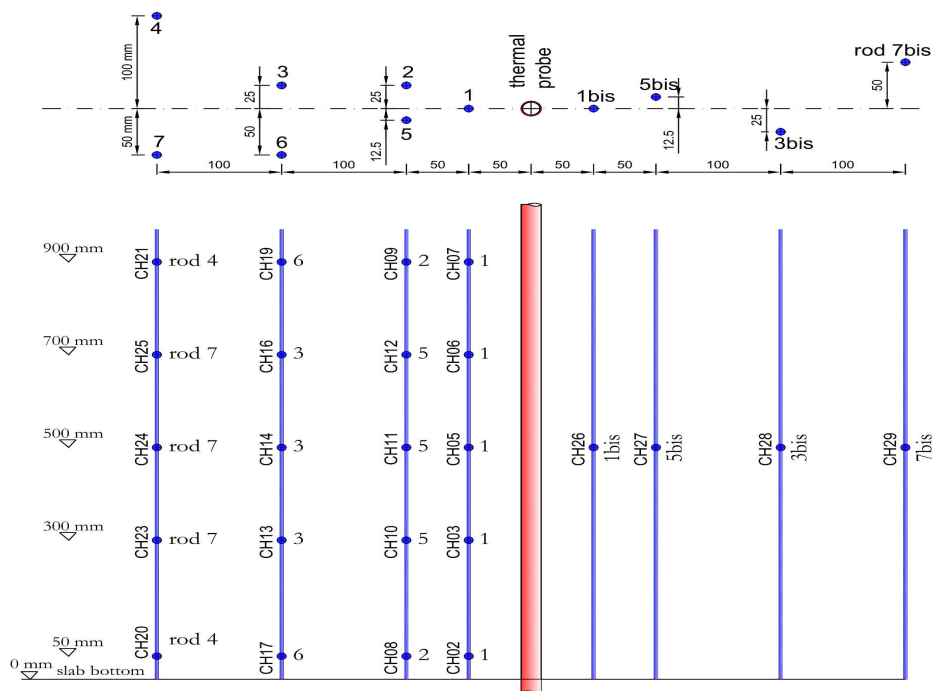 4
100 mm
50 mm
7
3
25
50
6
2
25
12.5
5
1
thermal
probe
1bis
5bis
12.5
25
3bis
rod 7bis
50
100
100
50
50
50
50
100
100
900 mm
CH21
rod 4
CH19
6
CH09
2
CH07
1
700 mm
CH25
rod 7
CH16
3
CH12
5
CH06
1
500 mm
CH24
rod 7
CH14
3
CH11
5
CH05
1
CH26
1bis
CH27
5bis
CH28
3bis
CH29
7bis
300 mm
CH23
rod 7
CH13
3
CH10
5
CH03
1
50 mm
CH20
rod 4
CH17
6
CH08
2
CH02
1
0 mm
slab bottom